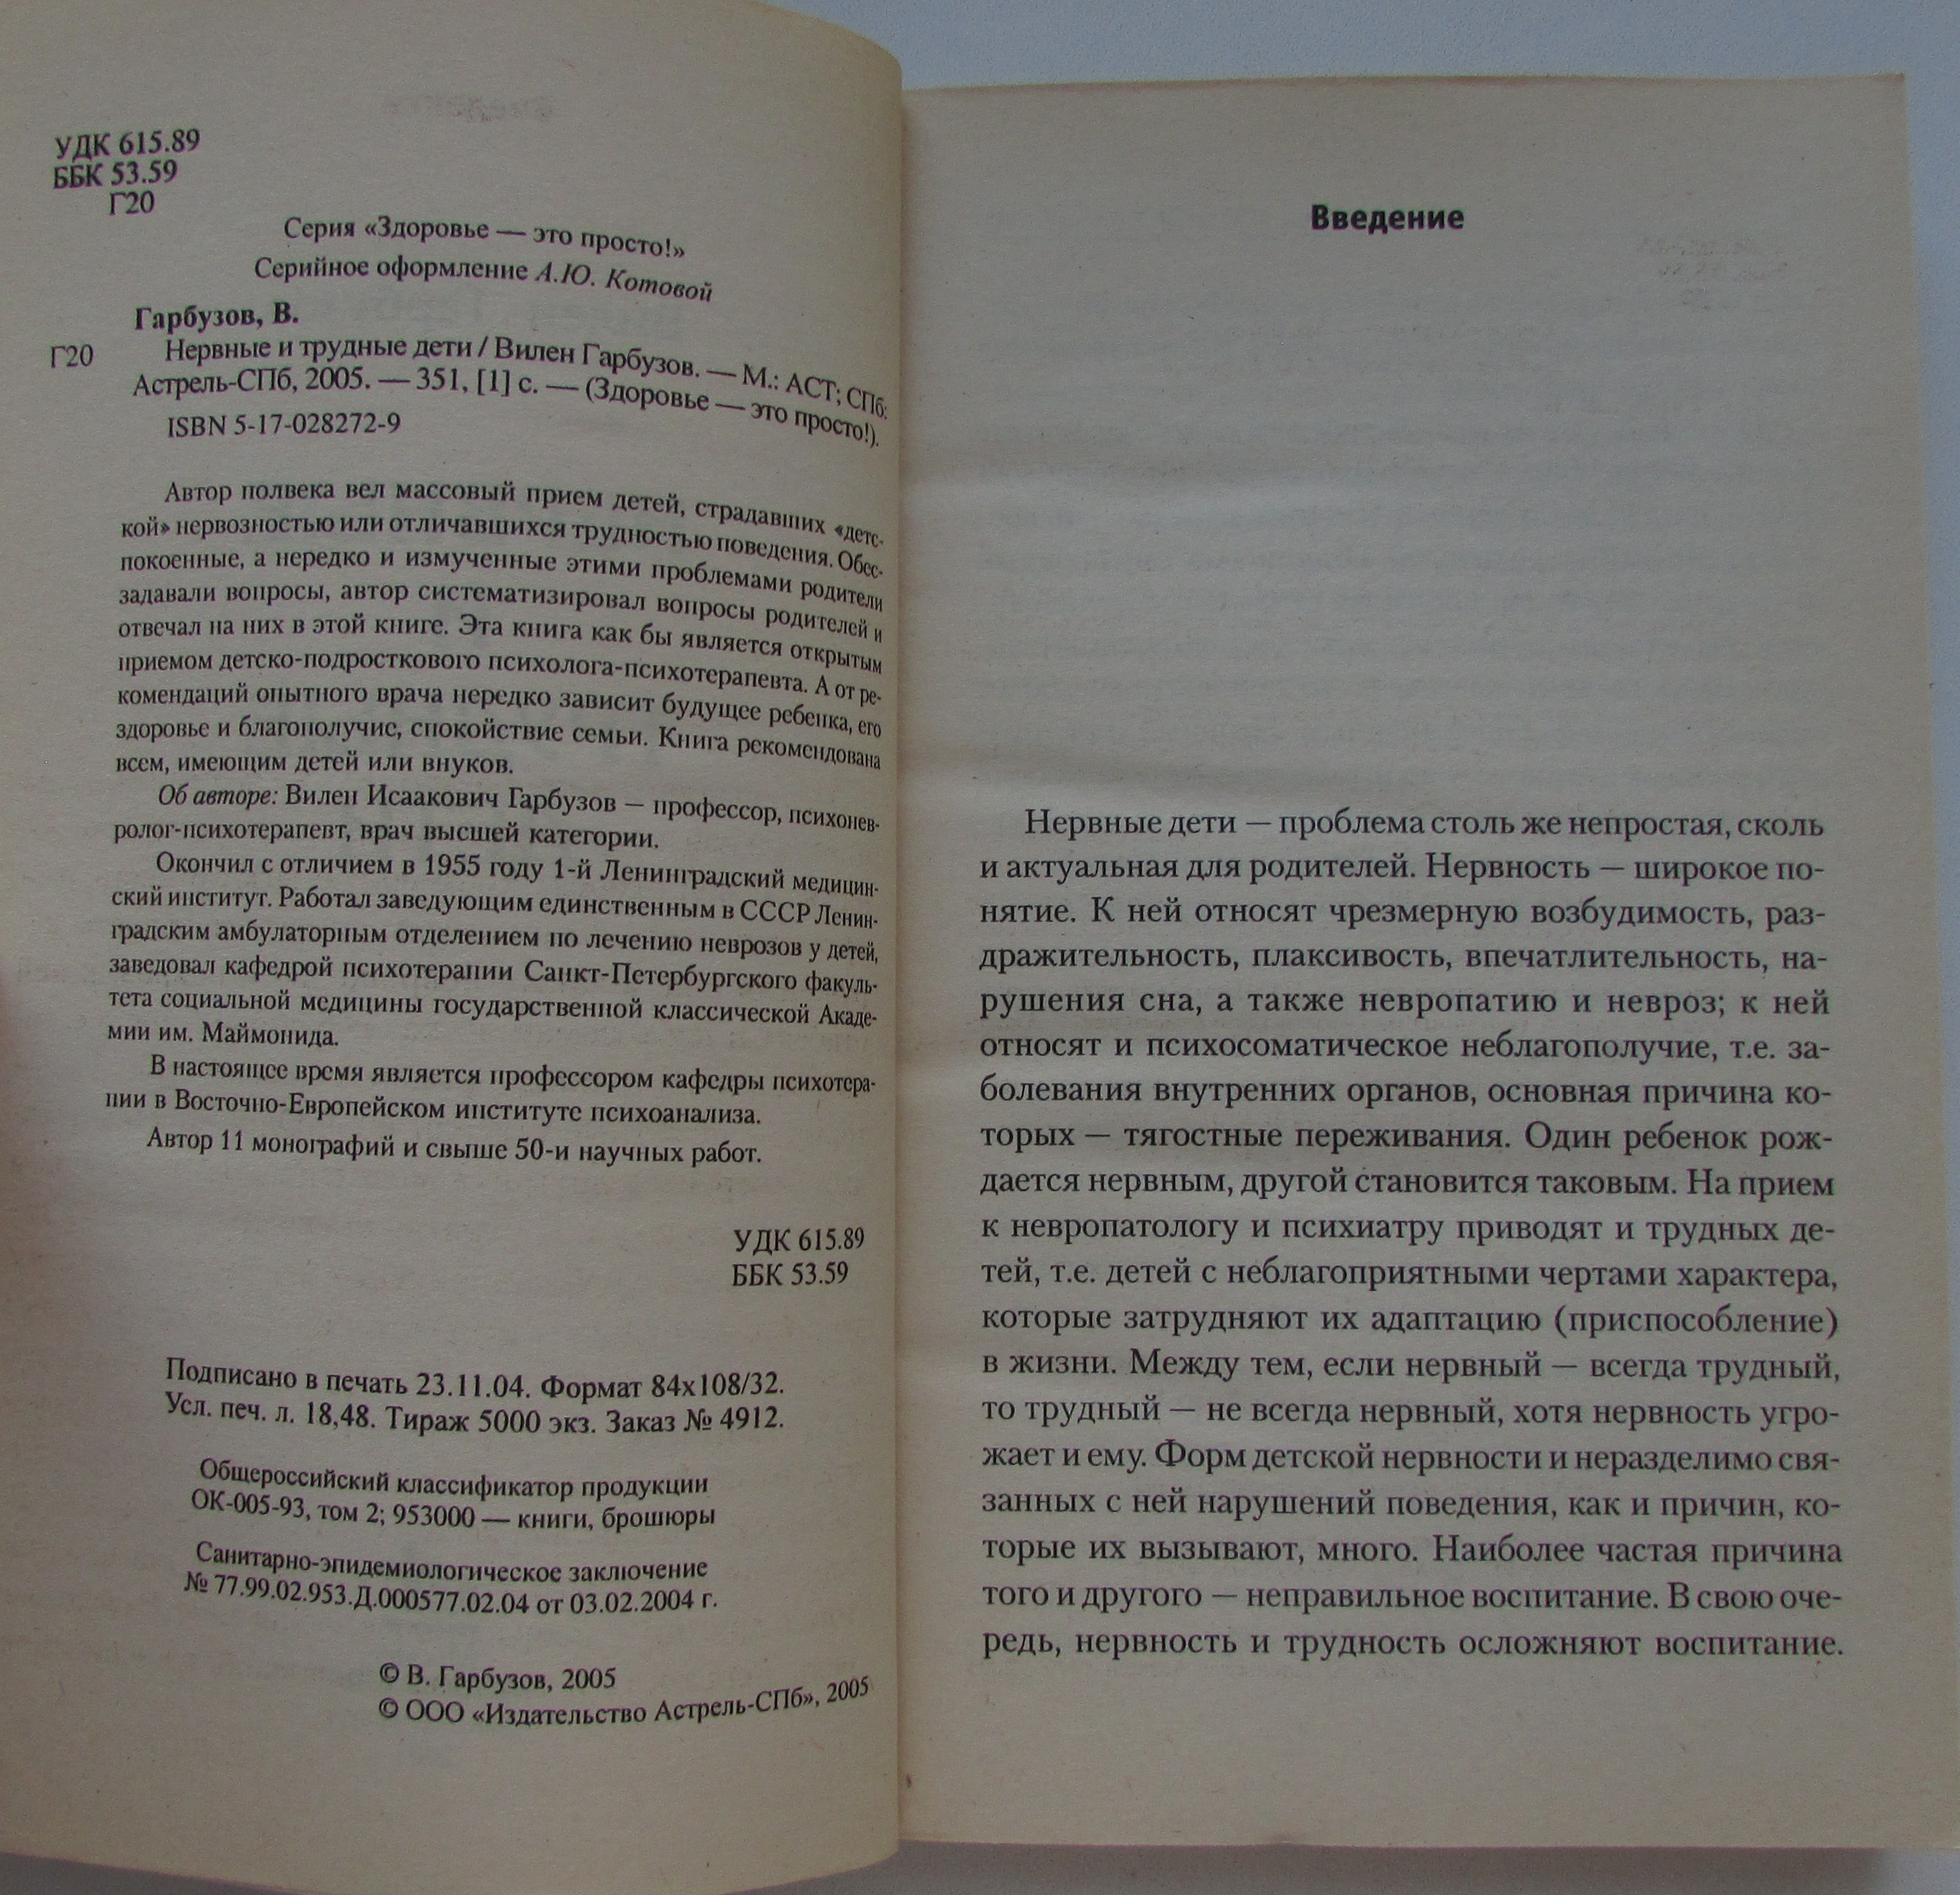 УДК 615.89
ББК 53.59
Г20
Серия «Здоровье — это просто!»
Серийное оформление А.Ю. Котовой
Гарбузов, В.
Г20 Нервные и трудные дети / Вилен Гарбузов. — М.: АСТ; СПб:
Астрель-СПб, 2005. — 351, [1] с. — (Здоровье — это просто!).
ISBN 5-17-028272-9
Автор полвека вел массовый прием детей, страдавших «детс-
кой» нервозностью или отличавшихся трудностью поведения. Обес-
покоенные, а нередко и измученные этими проблемами родители
задавали вопросы, автор систематизировал вопросы родителей и
отвечал на них в этой книге. Эта книга как бы является открытым
приемом детско-подросткового психолога-психотерапевта. А от ре-
комендаций опытного врача нередко зависит будущее ребенка, его
здоровье и благополучие, спокойствие семьи. Книга рекомендована
всем, имеющим детей или внуков.
Об авторе: Вилен Исаакович Гарбузов — профессор, психонев-
ролог-психотерапевт, врач высшей категории.
Окончил с отличием в 1955 году 1-й Ленинградский медицин-
ский институт. Работал заведующим единственным в СССР Ленин-
градским амбулаторным отделением по лечению неврозов у детей,
заведовал кафедрой психотерапии Санкт-Петербургского факуль-
тета социальной медицины государственной классической Акаде-
мии им. Маймонида.
В настоящее время является профессором кафедры психотера-
пии в Восточно-Европейском институте психоанализа.
Автор 11 монографий и свыше 50-и научных работ.
УДК 615.89
ББК 53.59
Подписано в печать 23.11.04. Формат 84х108/32.
Усл. печ. л. 18,48. Тираж 5000 экз. Заказ № 4912.
Общероссийский классификатор продукции
ОК-005-93, том 2; 953000 — книги, брошюры
Санитарно-эпидемиологическое заключение
№ 77.99.02.953.Д.000577.02.04 от 03.02.2004 г.
© В. Гарбузов, 2005
© ООО «Издательство Астрель-СПб», 2005
Введение
Нервные дети — проблема столь же непростая, сколь
и актуальная для родителей. Нервность — широкое по-
нятие. К ней относят чрезмерную возбудимость, раз-
дражительность, плаксивость, впечатлительность, на-
рушения сна, а также невропатию и невроз; к ней
относят и психосоматическое неблагополучие, т.е. за-
болевания внутренних органов, основная причина ко-
торых — тягостные переживания. Один ребенок рож-
дается нервным, другой становится таковым. На прием
к невропатологу и психиатру приводят и трудных де-
тей, т.е. детей с неблагоприятными чертами характера,
которые затрудняют их адаптацию (приспособление)
в жизни. Между тем, если нервный — всегда трудный,
то трудный — не всегда нервный, хотя нервность угро-
жает и ему. Форм детской нервности и неразделимо свя-
занных с ней нарушений поведения, как и причин, ко-
торые их вызывают, много. Наиболее частая причина
того и другого — неправильное воспитание. В свою оче-
редь, нервность и трудность осложняют воспитание.